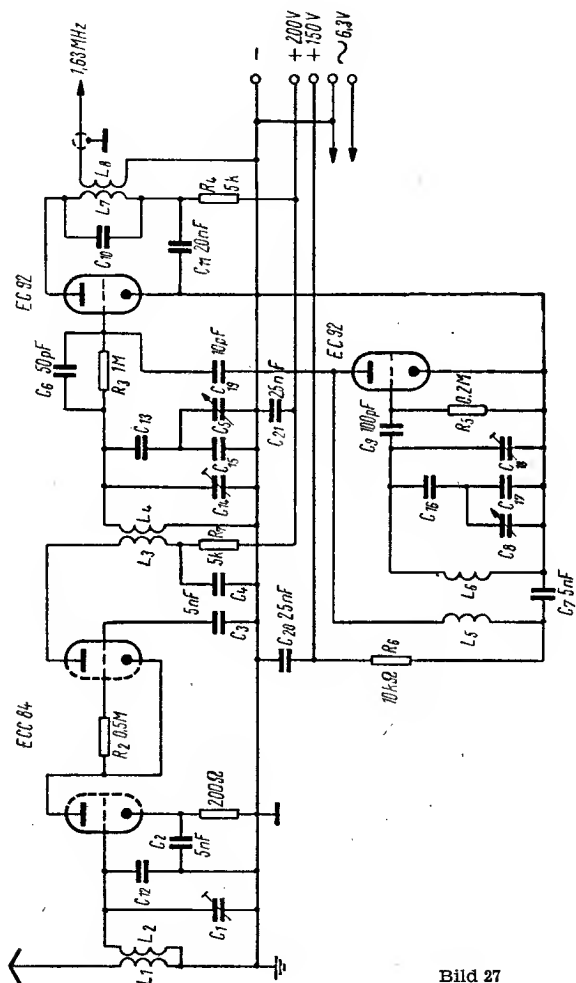 1,63 MHz
−
+ 200V
+ 150V
~ 6,3V
EC 92
C10
L7
L8
R4
5k
C11 20nF
C6 50pF
R3
1M
C13
C5
C19
10pF
C21
25nF
C14
C15
EC 92
C9 100pF
R5
0,2M
C16
C18
C8
C17
L5
L6
C7 5nF
L3
L4
5nF
C4
R7
5k
C3
C20 25nF
R6
10kΩ
ECC 84
R2 0,5M
C12
C2
5nF
200Ω
C1
L1
L2
Bild 27